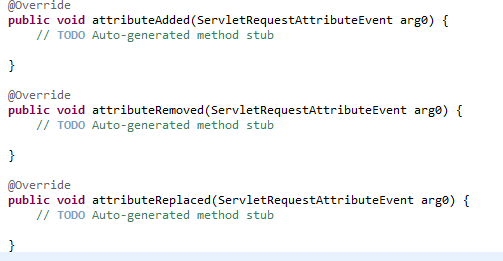 @Override
public void attributeAdded(ServletRequestAttributeEvent arg0) {
// TODO Auto-generated method stub
}
@Override
public void attributeRemoved(ServletRequestAttributeEvent arg0) {
// TODO Auto-generated method stub
}
@Override
public void attributeReplaced(ServletRequestAttributeEvent arg0) {
// TODO Auto-generated method stub
}